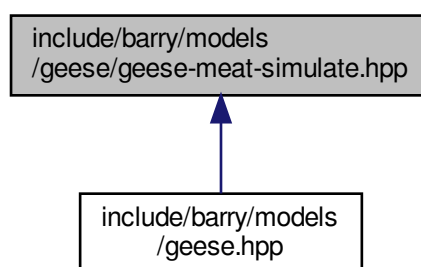 include/barry/models
/geese/geese-meat-simulate.hpp
include/barry/models
/geese.hpp